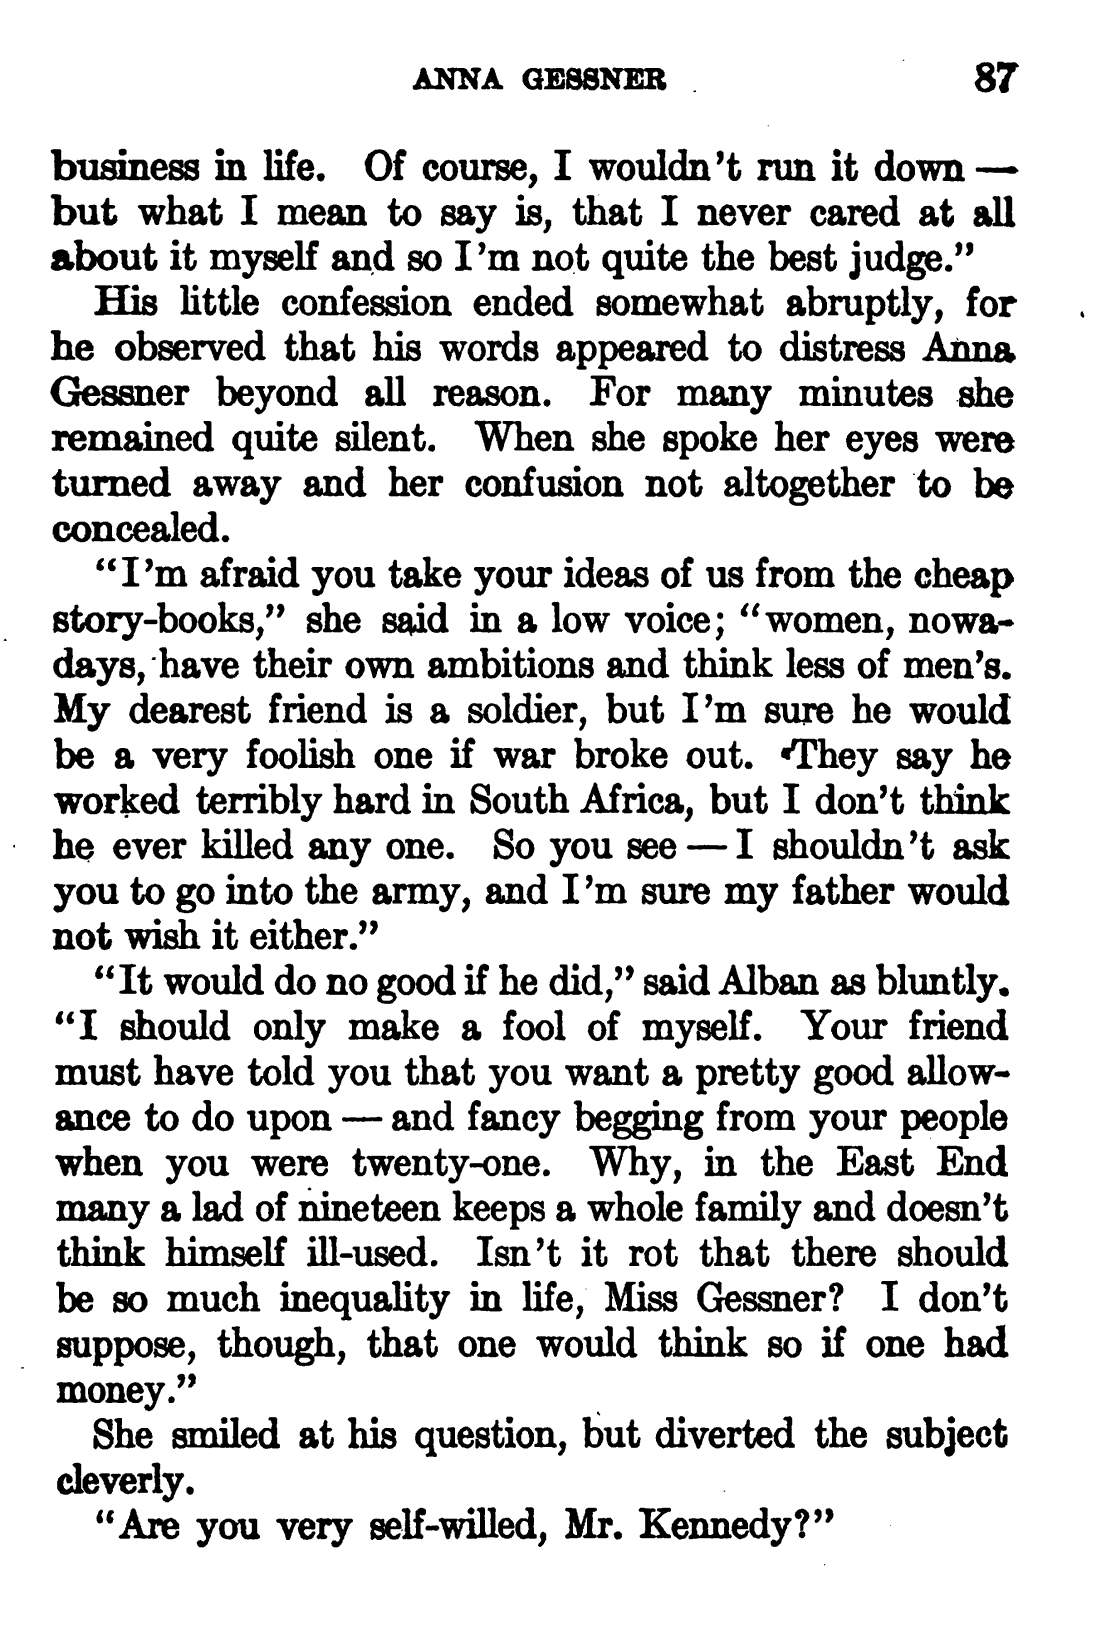 ANNA GESSNER 87
business in life. Of course, I wouldn't run it down —
but what I mean to say is, that I never cared at all
about it myself and so I'm not quite the best judge."
His little confession ended somewhat abruptly, for
he observed that his words appeared to distress Anna
Gessner beyond all reason. For many minutes she
remained quite silent. When she spoke her eyes were
turned away and her confusion not altogether to be
concealed.
"I'm afraid you take your ideas of us from the cheap
story-books," she said in a low voice; "women, nowa-
days, have their own ambitions and think less of men's.
My dearest friend is a soldier, but I'm sure he would
be a very foolish one if war broke out. They say he
worked terribly hard in South Africa, but I don't think
he ever killed any one. So you see — I shouldn't ask
you to go into the army, and I'm sure my father would
not wish it either."
"It would do no good if he did," said Alban as bluntly.
"I should only make a fool of myself. Your friend
must have told you that you want a pretty good allow-
ance to do upon — and fancy begging from your people
when you were twenty-one. Why, in the East End
many a lad of nineteen keeps a whole family and doesn't
think himself ill-used. Isn't it rot that there should
be so much inequality in life, Miss Gessner? I don't
suppose, though, that one would think so if one had
money."
She smiled at his question, but diverted the subject
cleverly.
"Are you very self-willed, Mr. Kennedy?"